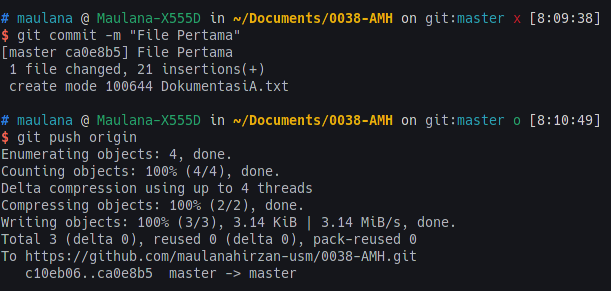 # maulana @ Maulana-X555D in ~/Documents/0038-AMH on git:master x [8:09:38]
$ git commit -m "File Pertama"
[master ca0e8b5] File Pertama
 1 file changed, 21 insertions(+)
 create mode 100644 DokumentasiA.txt

# maulana @ Maulana-X555D in ~/Documents/0038-AMH on git:master o [8:10:49]
$ git push origin
Enumerating objects: 4, done.
Counting objects: 100% (4/4), done.
Delta compression using up to 4 threads
Compressing objects: 100% (2/2), done.
Writing objects: 100% (3/3), 3.14 KiB | 3.14 MiB/s, done.
Total 3 (delta 0), reused 0 (delta 0), pack-reused 0
To https://github.com/maulanahirzan-usm/0038-AMH.git
   c10eb06..ca0e8b5  master -> master